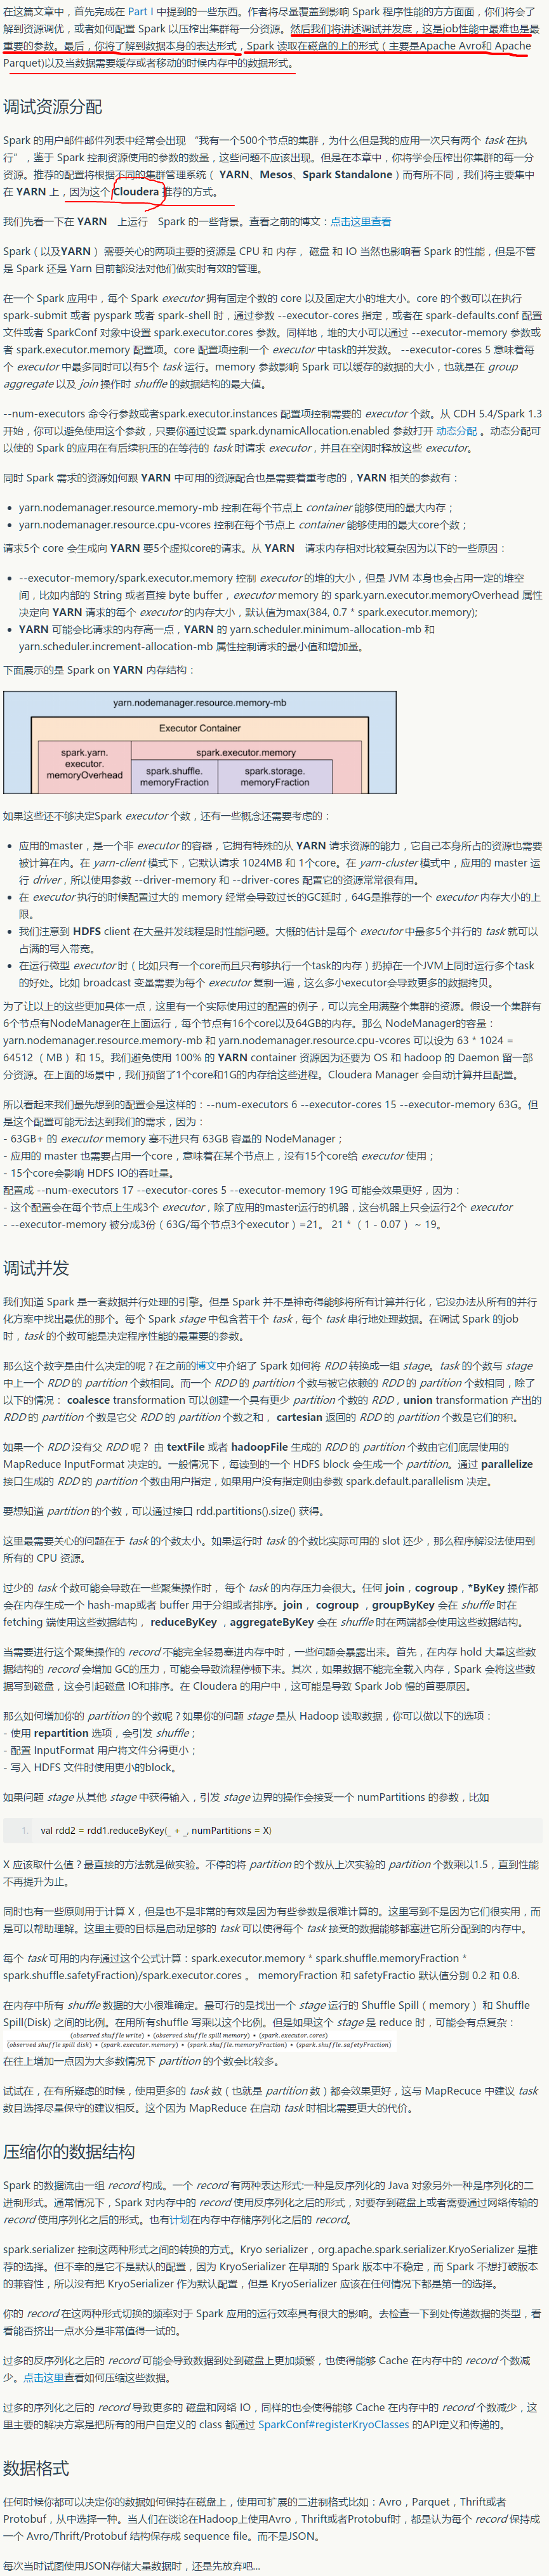 在这篇文章中，首先完成在 Part I 中提到的一些东西。作者将尽量覆盖到影响 Spark 程序性能的方方面面，你们将会了
解到资源调优，或者如何配置 Spark 以压榨出集群每一分资源。然后我们将讲述调试并发度，这是job性能中最难也是最
重要的参数。最后，你将了解到数据本身的表达形式，Spark 读取在磁盘的上的形式（主要是Apache Avro和 Apache
Parquet)以及当数据需要缓存或者移动的时候内存中的数据形式。
调试资源分配
Spark 的用户邮件邮件列表中经常会出现 “我有一个500个节点的集群，为什么但是我的应用一次只有两个 task 在执
行”，鉴于 Spark 控制资源使用的参数的数量，这些问题不应该出现。但是在本章中，你将学会压榨出你集群的每一分
资源。推荐的配置将根据不同的集群管理系统（ YARN、Mesos、Spark Standalone）而有所不同，我们将主要集中
在 YARN 上，因为这个 Cloudera 推荐的方式。
我们先看一下在 YARN 上运行 Spark 的一些背景。查看之前的博文：点击这里查看
Spark（以及YARN） 需要关心的两项主要的资源是 CPU 和 内存， 磁盘 和 IO 当然也影响着 Spark 的性能，但是不管
是 Spark 还是 Yarn 目前都没法对他们做实时有效的管理。
在一个 Spark 应用中，每个 Spark executor 拥有固定个数的 core 以及固定大小的堆大小。core 的个数可以在执行
spark-submit 或者 pyspark 或者 spark-shell 时，通过参数 --executor-cores 指定，或者在 spark-defaults.conf 配置
文件或者 SparkConf 对象中设置 spark.executor.cores 参数。同样地，堆的大小可以通过 --executor-memory 参数或
者 spark.executor.memory 配置项。core 配置项控制一个 executor 中task的并发数。 --executor-cores 5 意味着每
个 executor 中最多同时可以有5个 task 运行。memory 参数影响 Spark 可以缓存的数据的大小，也就是在 group
aggregate 以及 join 操作时 shuffle 的数据结构的最大值。
--num-executors 命令行参数或者spark.executor.instances 配置项控制需要的 executor 个数。从 CDH 5.4/Spark 1.3
开始，你可以避免使用这个参数，只要你通过设置 spark.dynamicAllocation.enabled 参数打开 动态分配 。动态分配可
以使的 Spark 的应用在有后续积压的在等待的 task 时请求 executor，并且在空闲时释放这些 executor。
同时 Spark 需求的资源如何跟 YARN 中可用的资源配合也是需要着重考虑的，YARN 相关的参数有：
• yarn.nodemanager.resource.memory-mb 控制在每个节点上 container 能够使用的最大内存；
• yarn.nodemanager.resource.cpu-vcores 控制在每个节点上 container 能够使用的最大core个数；
请求5个 core 会生成向 YARN 要5个虚拟core的请求。从 YARN 请求内存相对比较复杂因为以下的一些原因：
• --executor-memory/spark.executor.memory 控制 executor 的堆的大小，但是 JVM 本身也会占用一定的堆空
间，比如内部的 String 或者直接 byte buffer，executor memory 的 spark.yarn.executor.memoryOverhead 属性
决定向 YARN 请求的每个 executor 的内存大小，默认值为max(384, 0.7 * spark.executor.memory);
• YARN 可能会比请求的内存高一点，YARN 的 yarn.scheduler.minimum-allocation-mb 和
yarn.scheduler.increment-allocation-mb 属性控制请求的最小值和增加量。
下面展示的是 Spark on YARN 内存结构：
yarn.nodemanager.resource.memory-mb
Executor Container
spark.yarn.
executor.
memoryOverhead
spark.executor.memory
spark.shuffle.
memoryFraction
spark.storage.
memoryFraction
如果这些还不够决定Spark executor 个数，还有一些概念还需要考虑的：
• 应用的master，是一个非 executor 的容器，它拥有特殊的从 YARN 请求资源的能力，它自己本身所占的资源也需要
被计算在内。在 yarn-client 模式下，它默认请求 1024MB 和 1个core。在 yarn-cluster 模式中，应用的 master 运
行 driver，所以使用参数 --driver-memory 和 --driver-cores 配置它的资源常常很有用。
• 在 executor 执行的时候配置过大的 memory 经常会导致过长的GC延时，64G是推荐的一个 executor 内存大小的上
限。
• 我们注意到 HDFS client 在大量并发线程是时性能问题。大概的估计是每个 executor 中最多5个并行的 task 就可以
占满的写入带宽。
• 在运行微型 executor 时（比如只有一个core而且只有够执行一个task的内存）扔掉在一个JVM上同时运行多个task
的好处。比如 broadcast 变量需要为每个 executor 复制一遍，这么多小executor会导致更多的数据拷贝。
为了让以上的这些更加具体一点，这里有一个实际使用过的配置的例子，可以完全用满整个集群的资源。假设一个集群有
6个节点有NodeManager在上面运行，每个节点有16个core以及64GB的内存。那么 NodeManager的容量：
yarn.nodemanager.resource.memory-mb 和 yarn.nodemanager.resource.cpu-vcores 可以设为 63 * 1024 =
64512 （MB） 和 15。我们避免使用 100% 的 YARN container 资源因为还要为 OS 和 hadoop 的 Daemon 留一部
分资源。在上面的场景中，我们预留了1个core和1G的内存给这些进程。Cloudera Manager 会自动计算并且配置。
所以看起来我们最先想到的配置会是这样的：--num-executors 6 --executor-cores 15 --executor-memory 63G。但
是这个配置可能无法达到我们的需求，因为：
- 63GB+ 的 executor memory 塞不进只有 63GB 容量的 NodeManager；
- 应用的 master 也需要占用一个core，意味着在某个节点上，没有15个core给 executor 使用；
- 15个core会影响 HDFS IO的吞吐量。
配置成 --num-executors 17 --executor-cores 5 --executor-memory 19G 可能会效果更好，因为：
- 这个配置会在每个节点上生成3个 executor，除了应用的master运行的机器，这台机器上只会运行2个 executor
- --executor-memory 被分成3份（63G/每个节点3个executor）=21。 21 *（1 - 0.07） ~ 19。
调试并发
我们知道 Spark 是一套数据并行处理的引擎。但是 Spark 并不是神奇得能够将所有计算并行化，它没办法从所有的并行
化方案中找出最优的那个。每个 Spark stage 中包含若干个 task，每个 task 串行地处理数据。在调试 Spark 的job
时，task 的个数可能是决定程序性能的最重要的参数。
那么这个数字是由什么决定的呢？在之前的博文中介绍了 Spark 如何将 RDD 转换成一组 stage。task 的个数与 stage
中上一个 RDD 的 partition 个数相同。而一个 RDD 的 partition 个数与被它依赖的 RDD 的 partition 个数相同，除了
以下的情况： coalesce transformation 可以创建一个具有更少 partition 个数的 RDD，union transformation 产出的
RDD 的 partition 个数是它父 RDD 的 partition 个数之和， cartesian 返回的 RDD 的 partition 个数是它们的积。
如果一个 RDD 没有父 RDD 呢？ 由 textFile 或者 hadoopFile 生成的 RDD 的 partition 个数由它们底层使用的
MapReduce InputFormat 决定的。一般情况下，每读到的一个 HDFS block 会生成一个 partition。通过 parallelize
接口生成的 RDD 的 partition 个数由用户指定，如果用户没有指定则由参数 spark.default.parallelism 决定。
要想知道 partition 的个数，可以通过接口 rdd.partitions().size() 获得。
这里最需要关心的问题在于 task 的个数太小。如果运行时 task 的个数比实际可用的 slot 还少，那么程序解没法使用到
所有的 CPU 资源。
过少的 task 个数可能会导致在一些聚集操作时， 每个 task 的内存压力会很大。任何 join，cogroup，*ByKey 操作都
会在内存生成一个 hash-map或者 buffer 用于分组或者排序。join， cogroup ，groupByKey 会在 shuffle 时在
fetching 端使用这些数据结构， reduceByKey ，aggregateByKey 会在 shuffle 时在两端都会使用这些数据结构。
当需要进行这个聚集操作的 record 不能完全轻易塞进内存中时，一些问题会暴露出来。首先，在内存 hold 大量这些数
据结构的 record 会增加 GC的压力，可能会导致流程停顿下来。其次，如果数据不能完全载入内存，Spark 会将这些数
据写到磁盘，这会引起磁盘 IO和排序。在 Cloudera 的用户中，这可能是导致 Spark Job 慢的首要原因。
那么如何增加你的 partition 的个数呢？如果你的问题 stage 是从 Hadoop 读取数据，你可以做以下的选项：
- 使用 repartition 选项，会引发 shuffle；
- 配置 InputFormat 用户将文件分得更小；
- 写入 HDFS 文件时使用更小的block。
如果问题 stage 从其他 stage 中获得输入，引发 stage 边界的操作会接受一个 numPartitions 的参数，比如
1. val rdd2 = rdd1.reduceByKey(_ + _, numPartitions = X)
X 应该取什么值？最直接的方法就是做实验。不停的将 partition 的个数从上次实验的 partition 个数乘以1.5，直到性能
不再提升为止。
同时也有一些原则用于计算 X，但是也不是非常的有效是因为有些参数是很难计算的。这里写到不是因为它们很实用，而
是可以帮助理解。这里主要的目标是启动足够的 task 可以使得每个 task 接受的数据能够都塞进它所分配到的内存中。
每个 task 可用的内存通过这个公式计算：spark.executor.memory * spark.shuffle.memoryFraction *
spark.shuffle.safetyFraction)/spark.executor.cores 。 memoryFraction 和 safetyFractio 默认值分别 0.2 和 0.8.
在内存中所有 shuffle 数据的大小很难确定。最可行的是找出一个 stage 运行的 Shuffle Spill（memory） 和 Shuffle
Spill(Disk) 之间的比例。在用所有shuffle 写乘以这个比例。但是如果这个 stage 是 reduce 时，可能会有点复杂：
(observed shuffle write) * (observed shuffle spill memory) * (spark.executor.cores)
(observed shuffle spill disk) * (spark.executor.memory) * (spark.shuffle.memoryFraction) * (spark.shuffle.safetyFraction)
在往上增加一点因为大多数情况下 partition 的个数会比较多。
试试在，在有所疑虑的时候，使用更多的 task 数（也就是 partition 数）都会效果更好，这与 MapRecuce 中建议 task
数目选择尽量保守的建议相反。这个因为 MapReduce 在启动 task 时相比需要更大的代价。
压缩你的数据结构
Spark 的数据流由一组 record 构成。一个 record 有两种表达形式:一种是反序列化的 Java 对象另外一种是序列化的二
进制形式。通常情况下，Spark 对内存中的 record 使用反序列化之后的形式，对要存到磁盘上或者需要通过网络传输的
record 使用序列化之后的形式。也有计划在内存中存储序列化之后的 record。
spark.serializer 控制这两种形式之间的转换的方式。Kryo serializer，org.apache.spark.serializer.KryoSerializer 是推
荐的选择。但不幸的是它不是默认的配置，因为 KryoSerializer 在早期的 Spark 版本中不稳定，而 Spark 不想打破版本
的兼容性，所以没有把 KryoSerializer 作为默认配置，但是 KryoSerializer 应该在任何情况下都是第一的选择。
你的 record 在这两种形式切换的频率对于 Spark 应用的运行效率具有很大的影响。去检查一下到处传递数据的类型，看
看能否挤出一点水分是非常值得一试的。
过多的反序列化之后的 record 可能会导致数据到处到磁盘上更加频繁，也使得能够 Cache 在内存中的 record 个数减
少。点击这里查看如何压缩这些数据。
过多的序列化之后的 record 导致更多的 磁盘和网络 IO，同样的也会使得能够 Cache 在内存中的 record 个数减少，这
里主要的解决方案是把所有的用户自定义的 class 都通过 SparkConf#registerKryoClasses 的API定义和传递的。
数据格式
任何时候你都可以决定你的数据如何保持在磁盘上，使用可扩展的二进制格式比如：Avro，Parquet，Thrift或者
Protobuf，从中选择一种。当人们在谈论在Hadoop上使用Avro，Thrift或者Protobuf时，都是认为每个 record 保持成
一个 Avro/Thrift/Protobuf 结构保存成 sequence file。而不是JSON。
每次当时试图使用JSON存储大量数据时，还是先放弃吧...